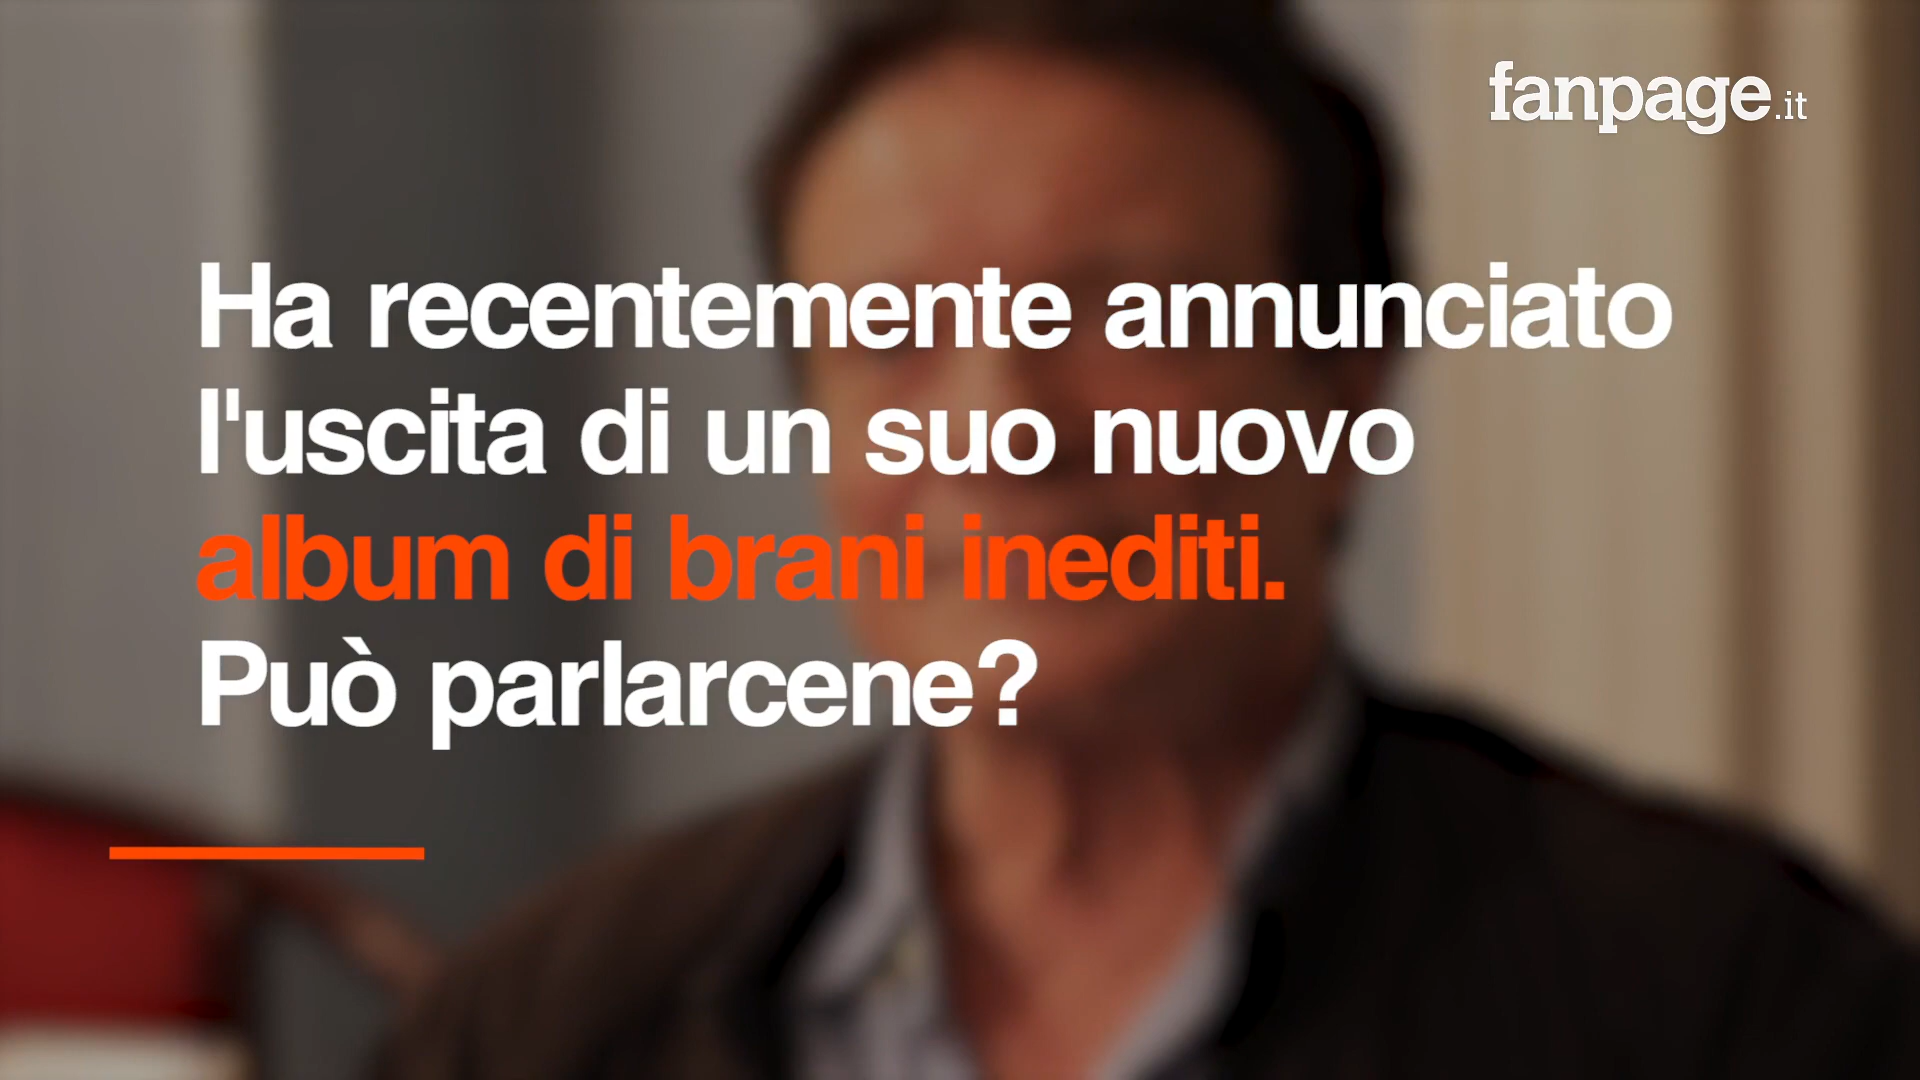 fanpage.it
Ha recentemente annunciato
l'uscita di un suo nuovo
album di brani inediti.
Può parlarcene?